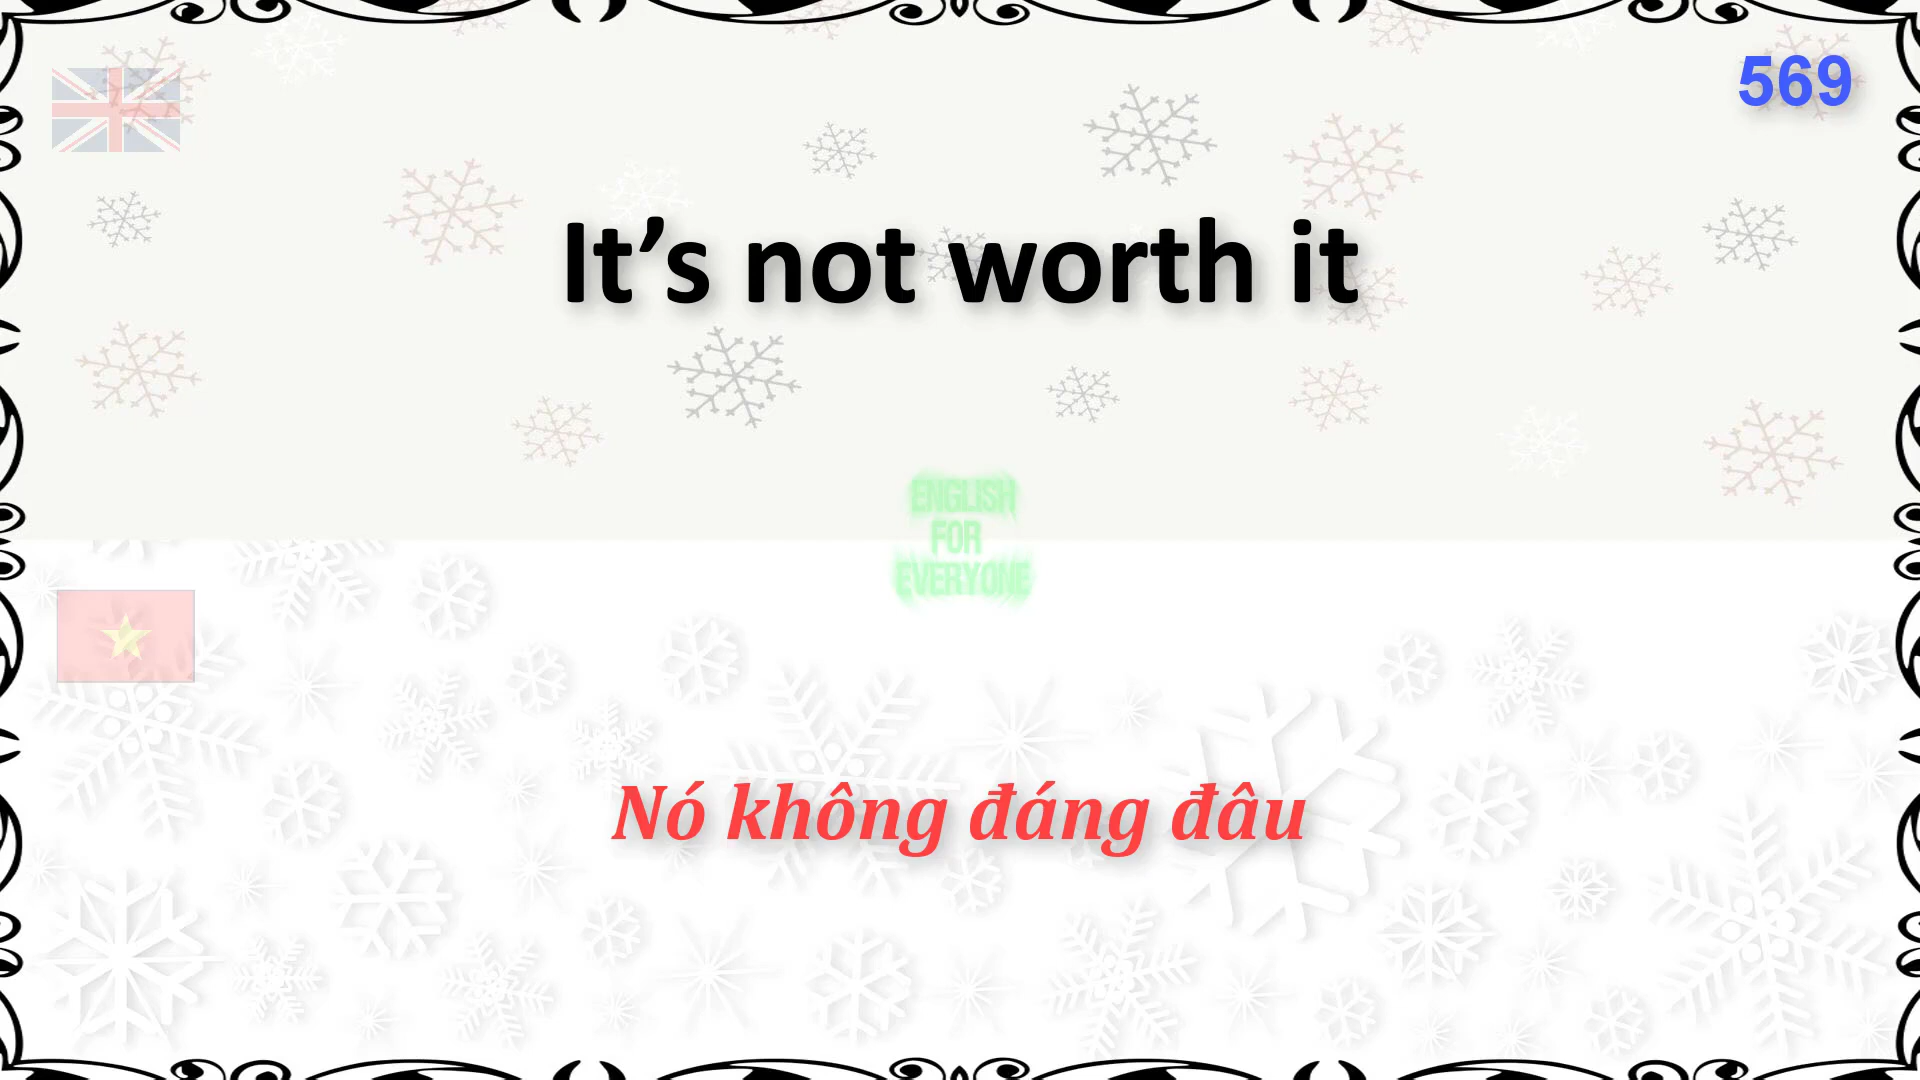 569
It’s not worth it
ENGLISH
FOR
EVERYONE
Nó không đáng đâu